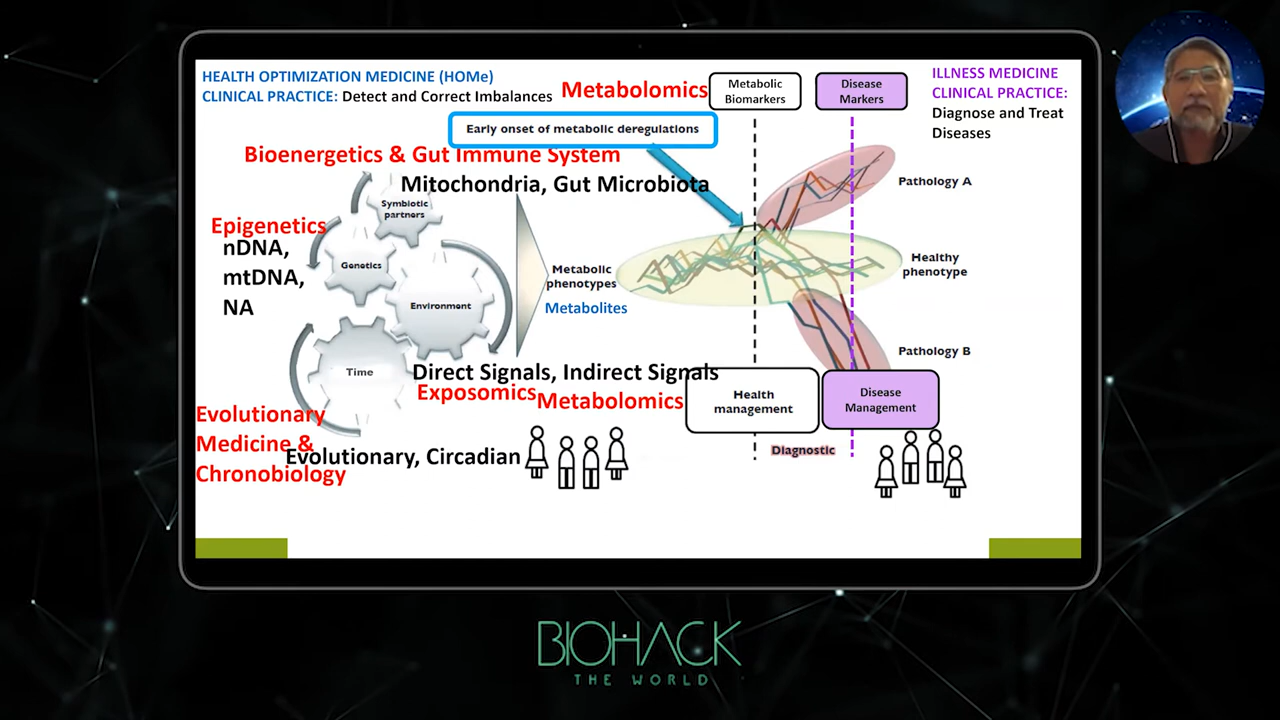 HEALTH OPTIMIZATION MEDICINE (HOMe)
CLINICAL PRACTICE: Detect and Correct Imbalances
Metabolomics
Metabolic
Biomarkers
Disease
Markers
ILLNESS MEDICINE
CLINICAL PRACTICE:
Diagnose and Treat
Diseases
Early onset of metabolic deregulations
Bioenergetics & Gut Immune System
Mitochondria, Gut Microbiota
Symbiotic
partners
Pathology A
Epigenetics
nDNA,
mtDNA,
NA
Genetics
Environment
Metabolic
phenotypes
Metabolites
Healthy
phenotype
Pathology B
Time
Direct Signals, Indirect Signals
Exposomics
Metabolomics
Health
management
Disease
Management
Evolutionary
Medicine &
Chronobiology
Evolutionary, Circadian
Diagnostic
BIOHACK
THE WORLD